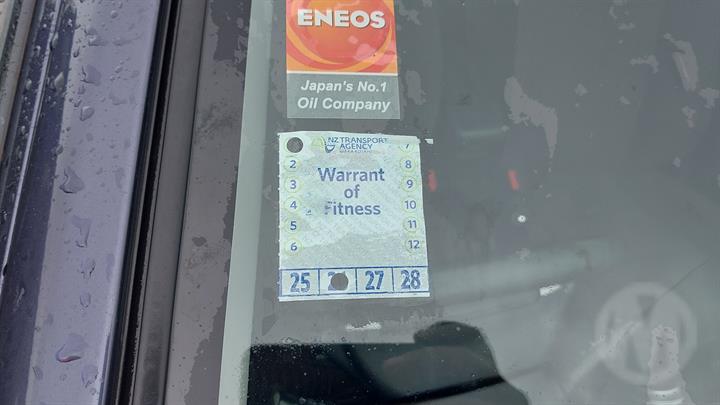 ENEOS
Japan's No.1
Oil Company
NZ TRANSPORT
AGENCY
7
2 8
3 9
4 10
5 11
6 12
Warrant
of
Fitness
25 27 28